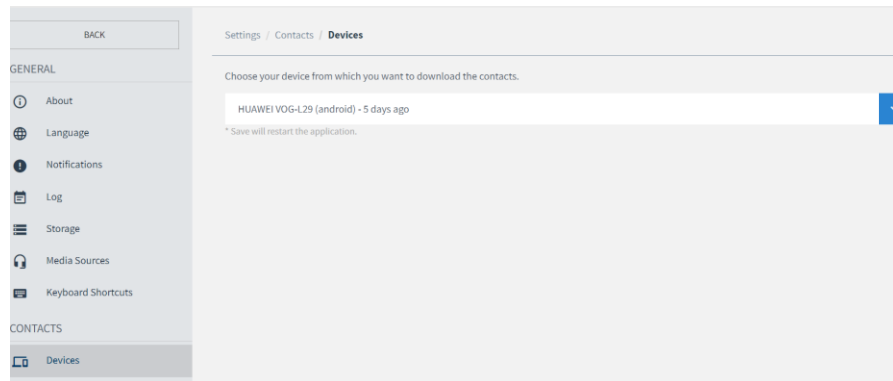 BACK
GENERAL
About
Language
Notifications
Log
Storage
Media Sources
Keyboard Shortcuts
CONTACTS
Devices
Settings / Contacts / Devices
Choose your device from which you want to download the contacts.
HUAWEI VOG-L29 (android) - 5 days ago
* Save will restart the application.